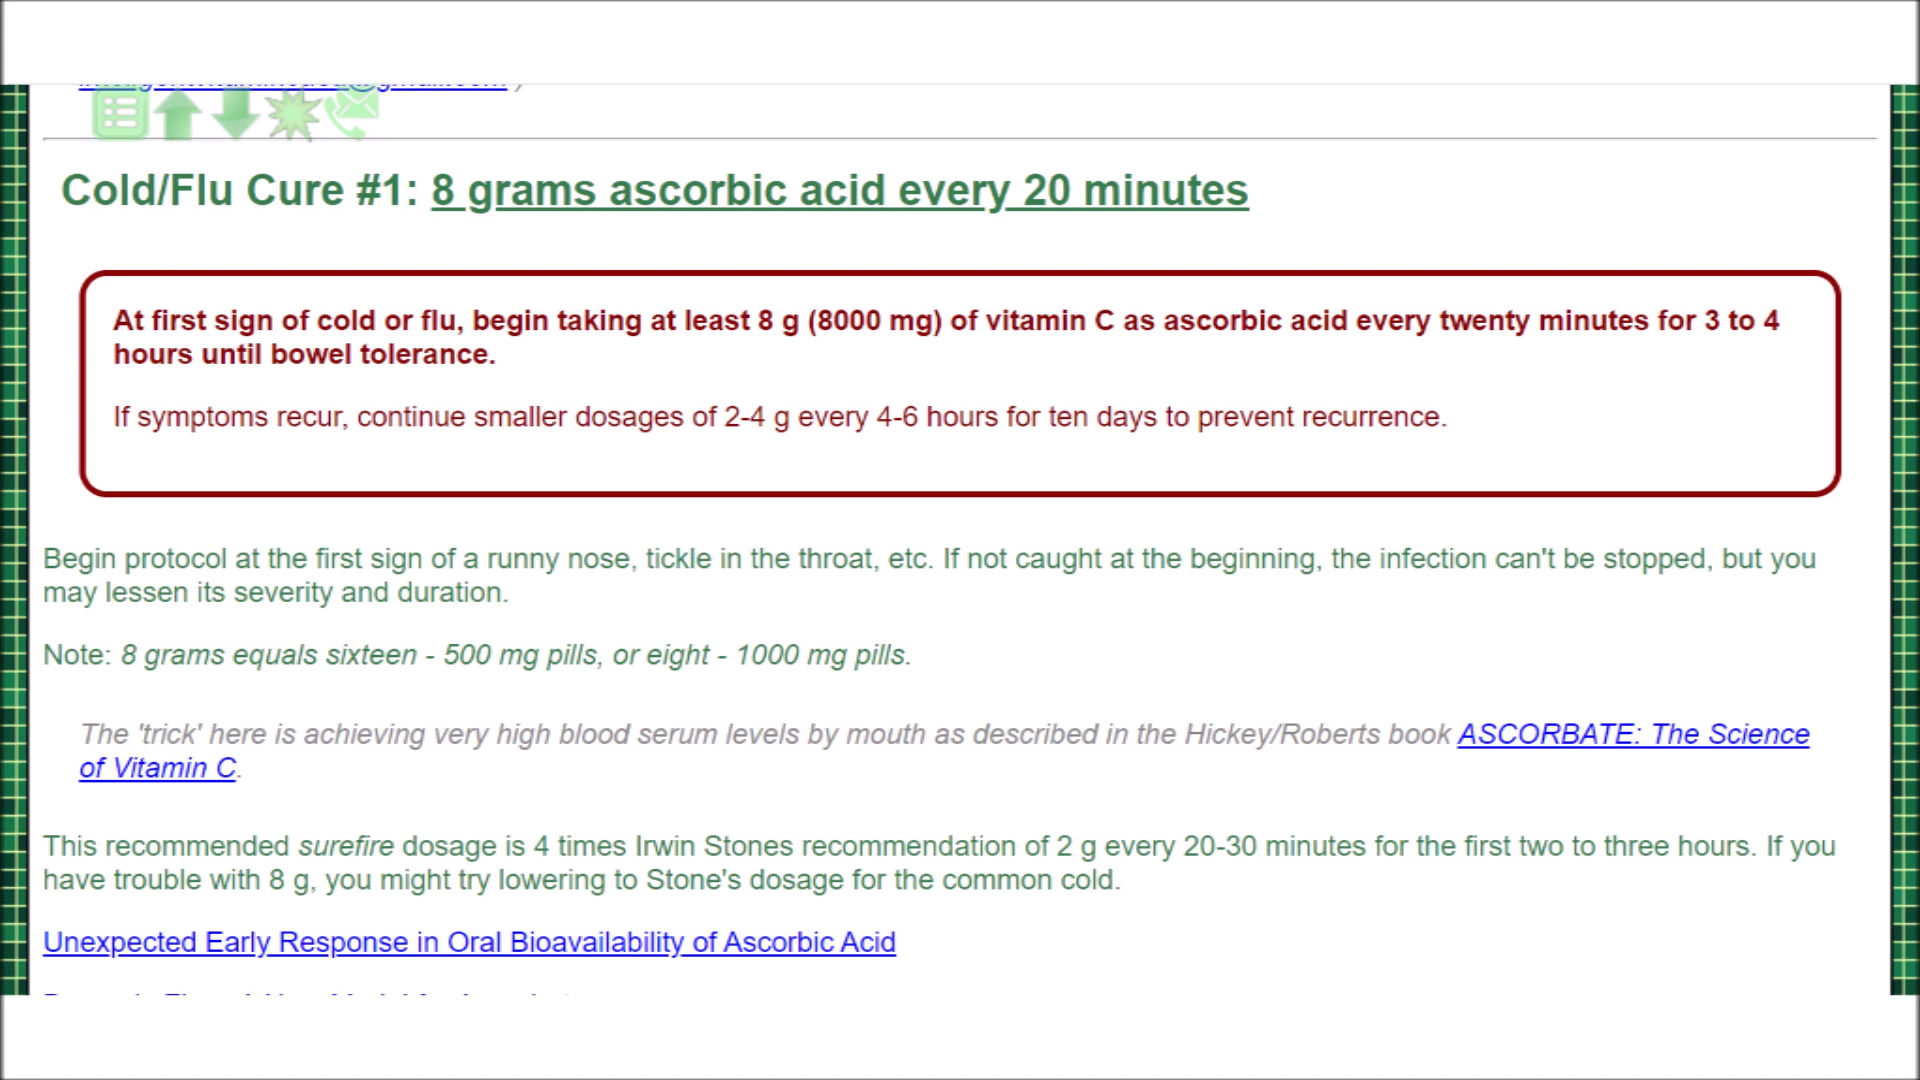 Cold/Flu Cure #1: 8 grams ascorbic acid every 20 minutes
At first sign of cold or flu, begin taking at least 8 g (8000 mg) of vitamin C as ascorbic acid every twenty minutes for 3 to 4
hours until bowel tolerance.
If symptoms recur, continue smaller dosages of 2-4 g every 4-6 hours for ten days to prevent recurrence.
Begin protocol at the first sign of a runny nose, tickle in the throat, etc. If not caught at the beginning, the infection can't be stopped, but you
may lessen its severity and duration.
Note: 8 grams equals sixteen - 500 mg pills, or eight - 1000 mg pills.
The 'trick' here is achieving very high blood serum levels by mouth as described in the Hickey/Roberts book ASCORBATE: The Science
of Vitamin C.
This recommended surefire dosage is 4 times Irwin Stones recommendation of 2 g every 20-30 minutes for the first two to three hours. If you
have trouble with 8 g, you might try lowering to Stone's dosage for the common cold.
Unexpected Early Response in Oral Bioavailability of Ascorbic Acid